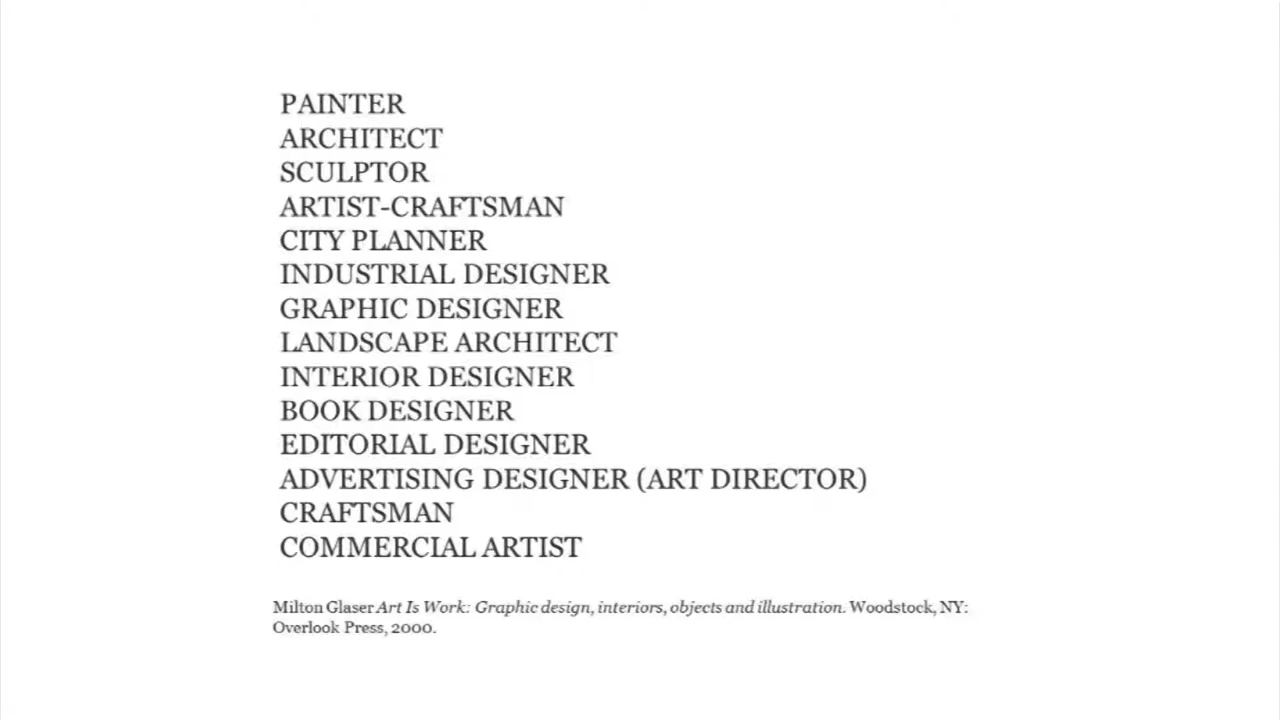 PAINTER
ARCHITECT
SCULPTOR
ARTIST-CRAFTSMAN
CITY PLANNER
INDUSTRIAL DESIGNER
GRAPHIC DESIGNER
LANDSCAPE ARCHITECT
INTERIOR DESIGNER
BOOK DESIGNER
EDITORIAL DESIGNER
ADVERTISING DESIGNER (ART DIRECTOR)
CRAFTSMAN
COMMERCIAL ARTIST
Milton Glaser Art Is Work: Graphic design, interiors, objects and illustration. Woodstock, NY:
Overlook Press, 2000.